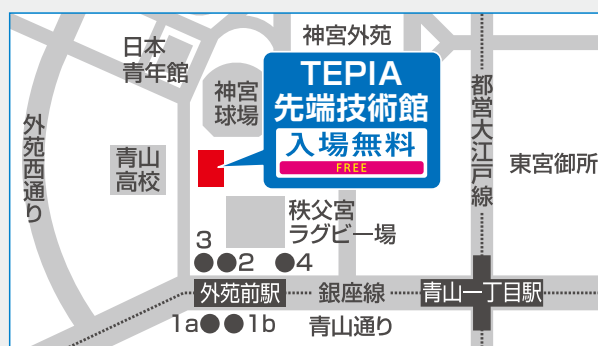 神宮外苑
日本
青年館
TEPIA
先端技術館
入場無料
FREE
神宮
球場
外苑西通り
青山
高校
都営大江戸線
東宮御所
秩父宮
ラグビー場
3
2
4
外苑前駅
銀座線
青山一丁目駅
1a
1b
青山通り